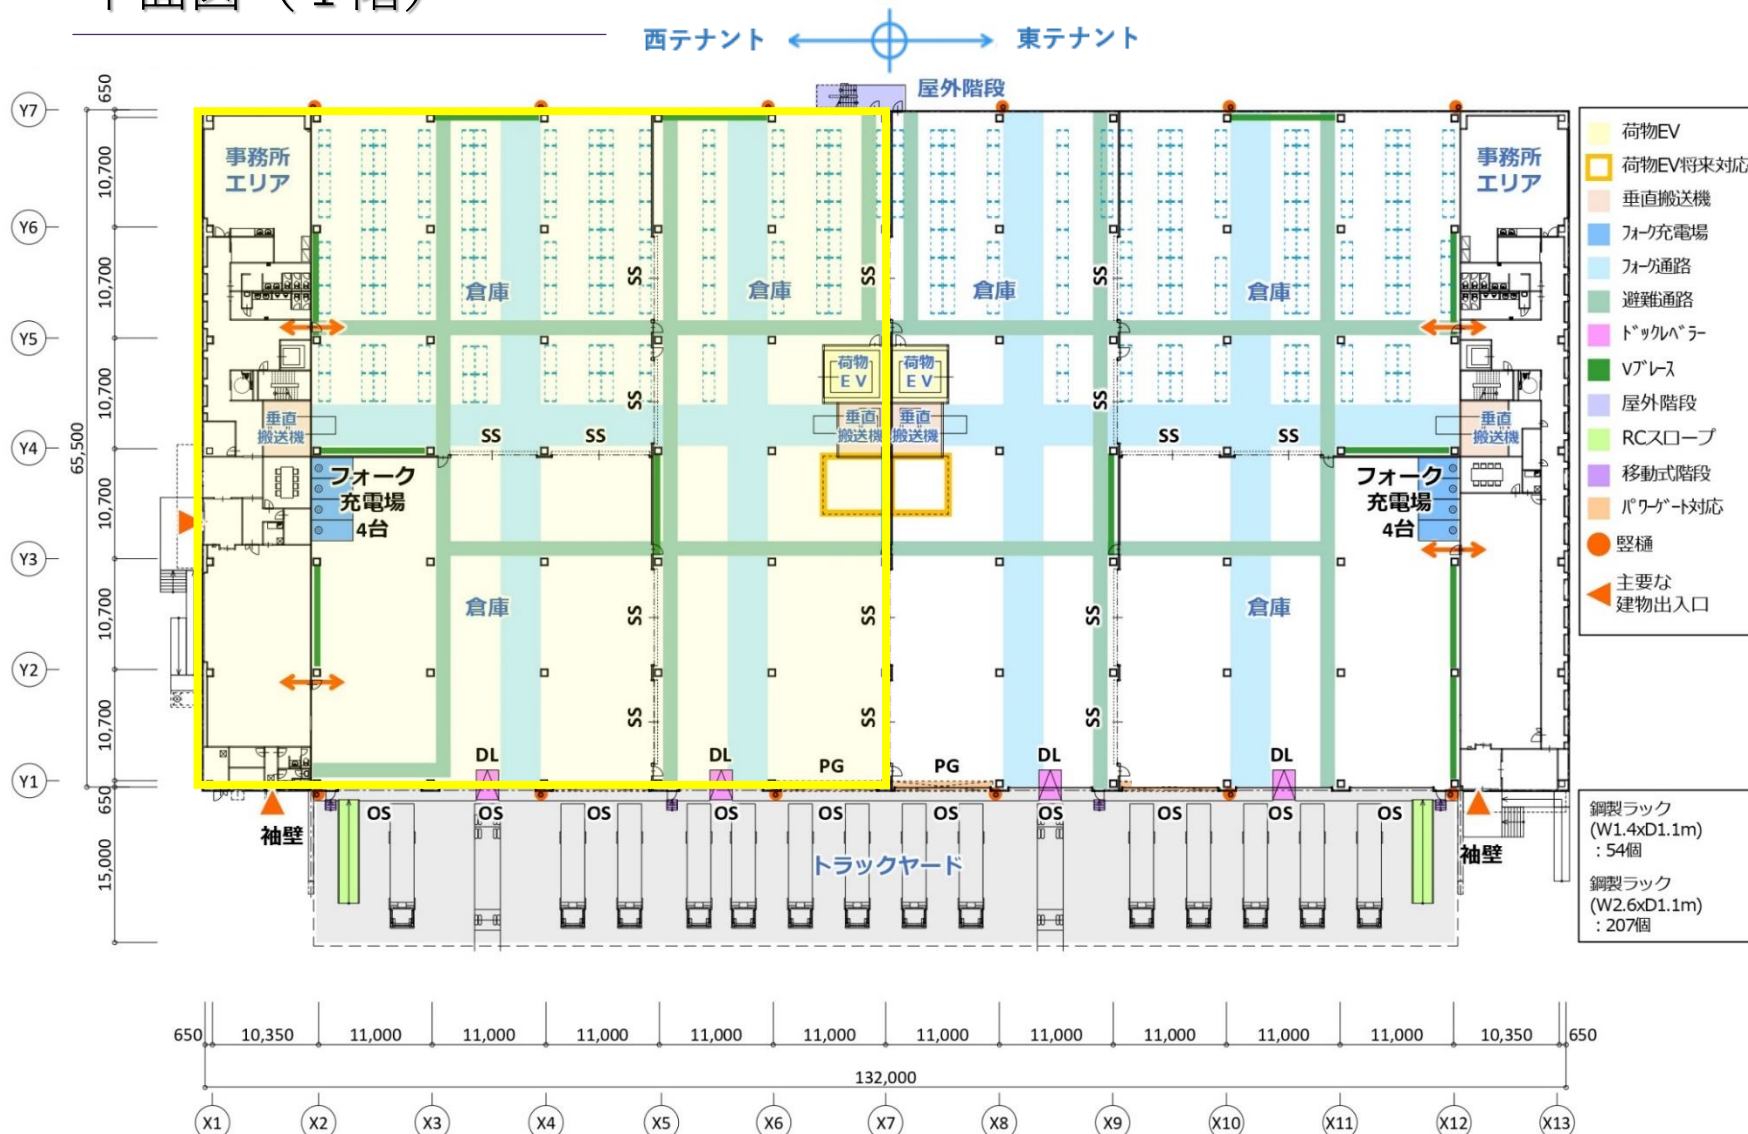 平面図（１階）
西テナント
東テナント
屋外階段
Y7
Y6
Y5
Y4
Y3
Y2
Y1
650
10,700
10,700
10,700
10,700
10,700
10,700
650
65,500
15,000
事務所
エリア
事務所
エリア
倉庫
倉庫
倉庫
倉庫
SS
SS
SS
荷物
EV
荷物
EV
SS
SS
垂直
搬送機
垂直
搬送機
垂直
搬送機
垂直
搬送機
SS
SS
SS
SS
フォーク
充電場
4台
フォーク
充電場
4台
倉庫
倉庫
SS
SS
SS
SS
SS
SS
DL
DL
PG
PG
DL
DL
袖壁
OS
OS
OS
OS
OS
OS
OS
OS
OS
OS
袖壁
トラックヤード
荷物EV
荷物EV将来対応
垂直搬送機
フォーク充電場
フォーク通路
避難通路
ドックレベラー
Vブレース
屋外階段
RCスロープ
移動式階段
パワーゲート対応
竪樋
主要な
建物出入口
鋼製ラック
(W1.4xD1.1m)
：54個
鋼製ラック
(W2.6xD1.1m)
：207個
650
10,350
11,000
11,000
11,000
11,000
11,000
11,000
11,000
11,000
11,000
11,000
10,350
650
132,000
X1
X2
X3
X4
X5
X6
X7
X8
X9
X10
X11
X12
X13